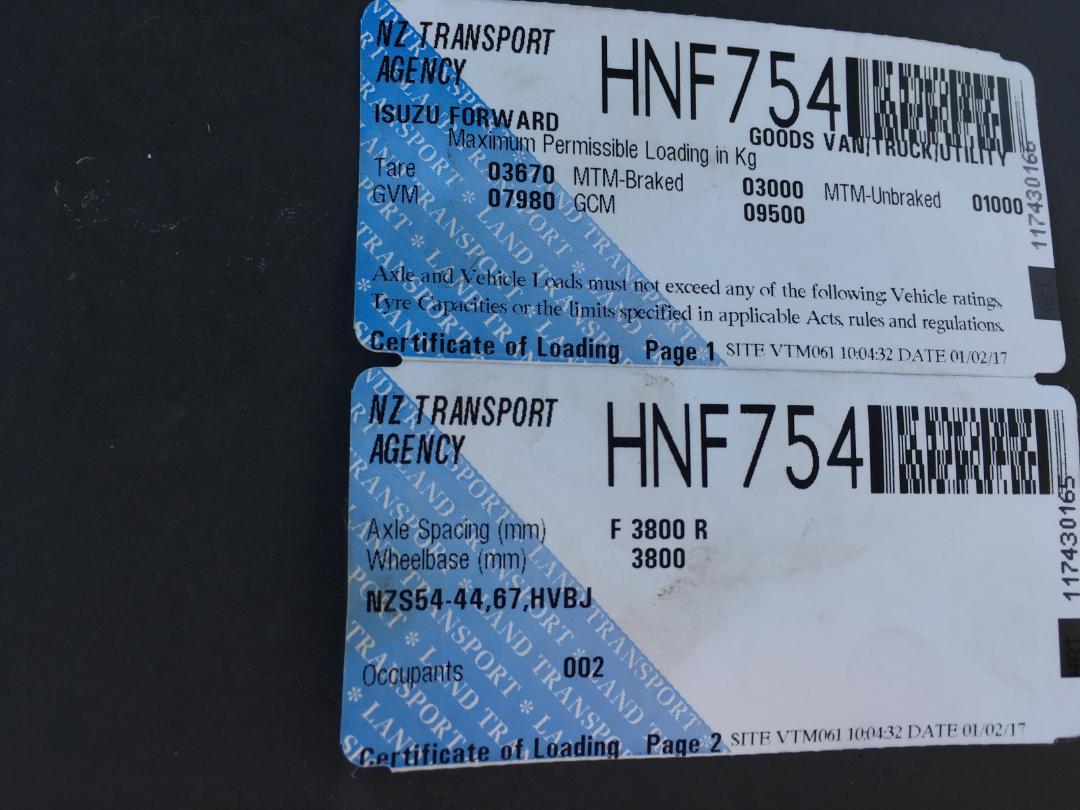 NZ TRANSPORT
AGENCY
HNF754
ISUZU FORWARD
GOODS VAN/TRUCK/UTILITY
Maximum Permissible Loading in Kg
Tare 03670 MTM-Braked 03000 MTM-Unbraked 01000
GVM 07980 GCM 09500
117430166
Axle and Vehicle Loads must not exceed any of the following Vehicle ratings,
Tyre Capacities or the limits specified in applicable Acts, rules and regulations.
Certificate of Loading Page 1 SITE VTM061 10:04:32 DATE 01/02/17
NZ TRANSPORT
AGENCY
HNF754
Axle Spacing (mm) F 3800 R
Wheelbase (mm) 3800
NZS54-44,67,HVBJ
117430165
Occupants 002
Certificate of Loading Page 2 SITE VTM061 10:04:32 DATE 01/02/17